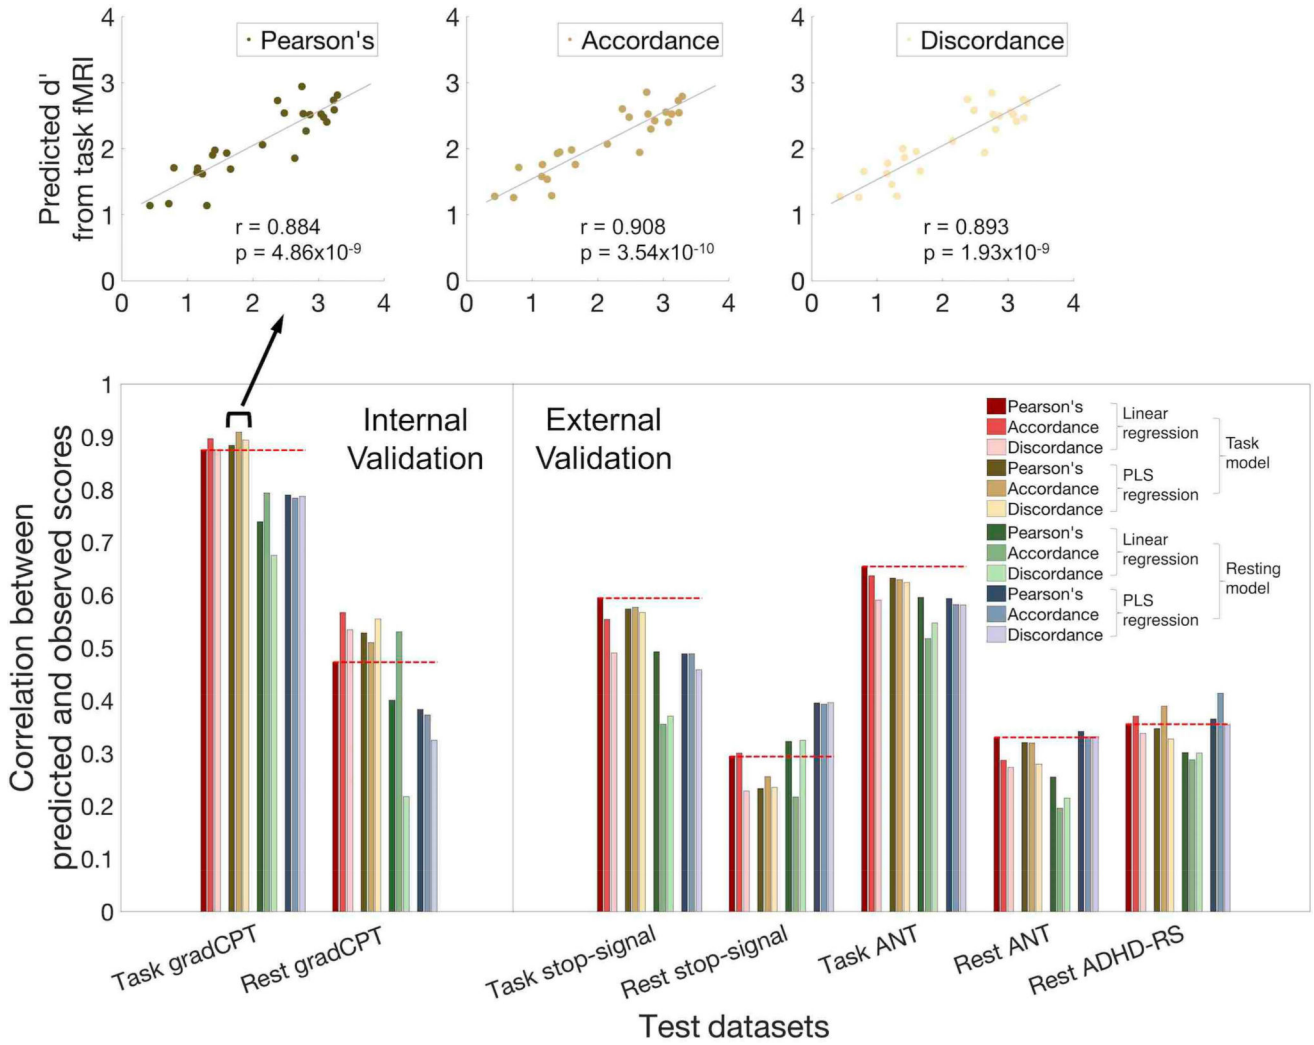 Predicted d'
from task fMRI
4
3
2
1
0
0 1 2 3 4
Pearson's
r = 0.884
p = 4.86x10-9
4
3
2
1
0
0 1 2 3 4
Accordance
r = 0.908
p = 3.54x10-10
4
3
2
1
0
0 1 2 3 4
Discordance
r = 0.893
p = 1.93x10-9
Correlation between
predicted and observed scores
1
0.9
0.8
0.7
0.6
0.5
0.4
0.3
0.2
0.1
0
Internal
Validation
External
Validation
Pearson's
Accordance
Discordance
Linear
regression
Pearson's
Accordance
Discordance
PLS
regression
Task
model
Pearson's
Accordance
Discordance
Linear
regression
Pearson's
Accordance
Discordance
PLS
regression
Resting
model
Task gradCPT
Rest gradCPT
Task stop-signal
Rest stop-signal
Task ANT
Rest ANT
Rest ADHD-RS
Test datasets